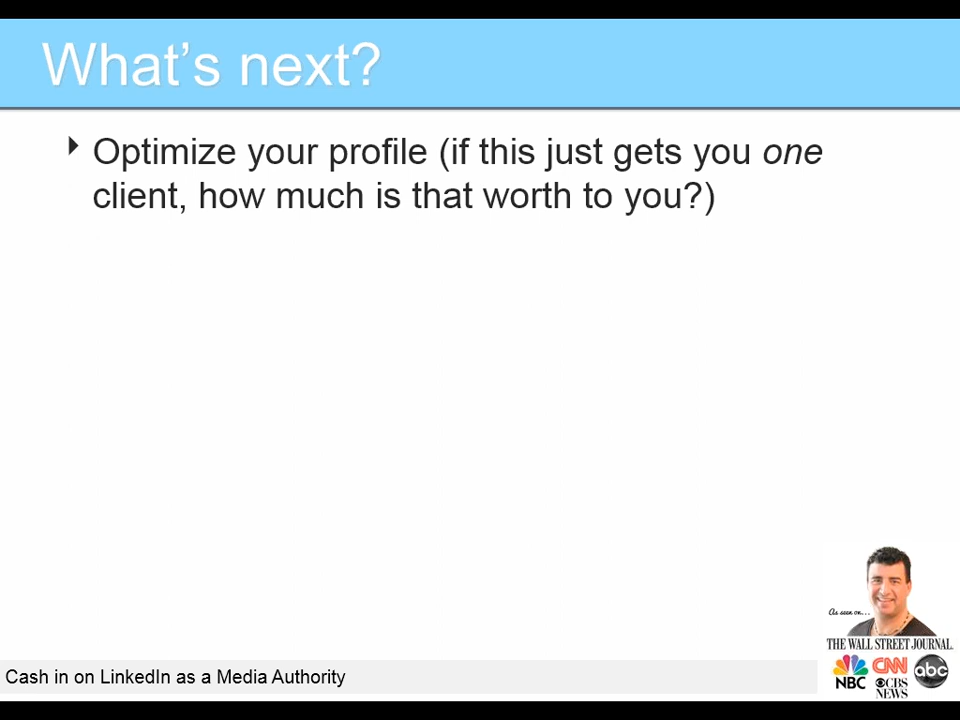 What's next?
Optimize your profile (if this just gets you one
client, how much is that worth to you?)
As seen on...
THE WALL STREET JOURNAL.
NBC CNN CBS NEWS abc
Cash in on LinkedIn as a Media Authority